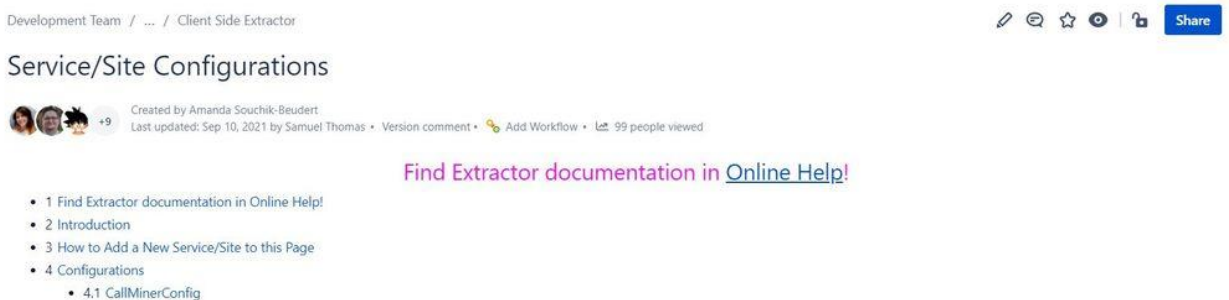 Development Team / ... / Client Side Extractor
Share
Service/Site Configurations
+9
Created by Amanda Souchik-Beudert
Last updated: Sep 10, 2021 by Samuel Thomas • Version comment • Add Workflow • 99 people viewed
Find Extractor documentation in Online Help!
• 1 Find Extractor documentation in Online Help!
• 2 Introduction
• 3 How to Add a New Service/Site to this Page
• 4 Configurations
• 4.1 CallMinerConfig